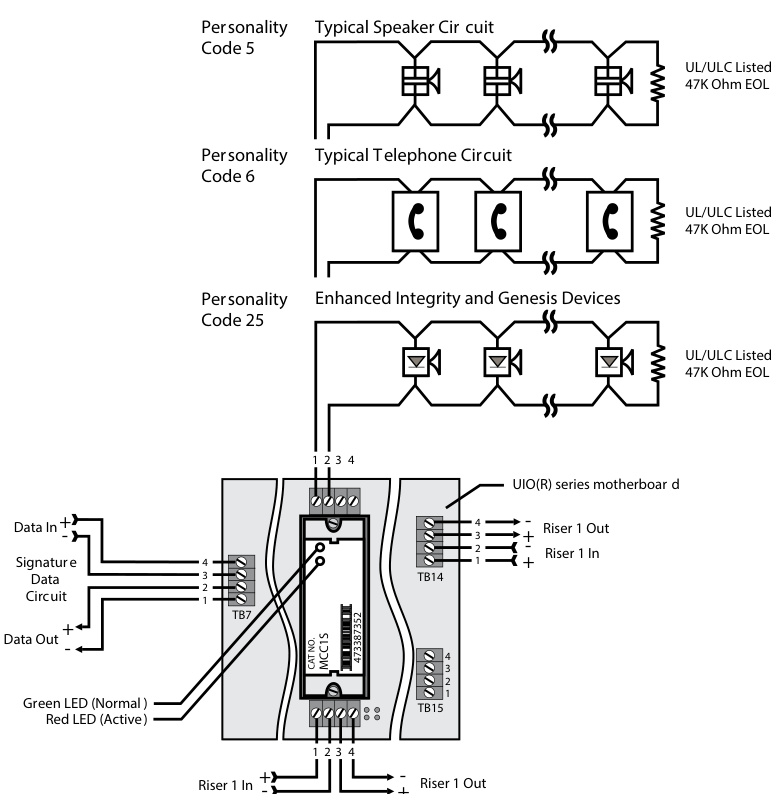 Personality
Code 5
Typical Speaker Cir cuit
UL/ULC Listed
47K Ohm EOL
Personality
Code 6
Typical Telephone Circuit
UL/ULC Listed
47K Ohm EOL
Personality
Code 25
Enhanced Integrity and Genesis Devices
UL/ULC Listed
47K Ohm EOL
1 2 3 4
UIO(R) series motherboar d
Data In + -
Signature
Data
Circuit
Data Out + -
4
3
2
1
TB7
4 -
3 +
2 -
1 +
Riser 1 Out
Riser 1 In
TB14
CAT NO.
MCC1S
473387352
4
3
2
1
TB15
Green LED (Normal )
Red LED (Active)
1 2 3 4
Riser 1 In + -
- + Riser 1 Out